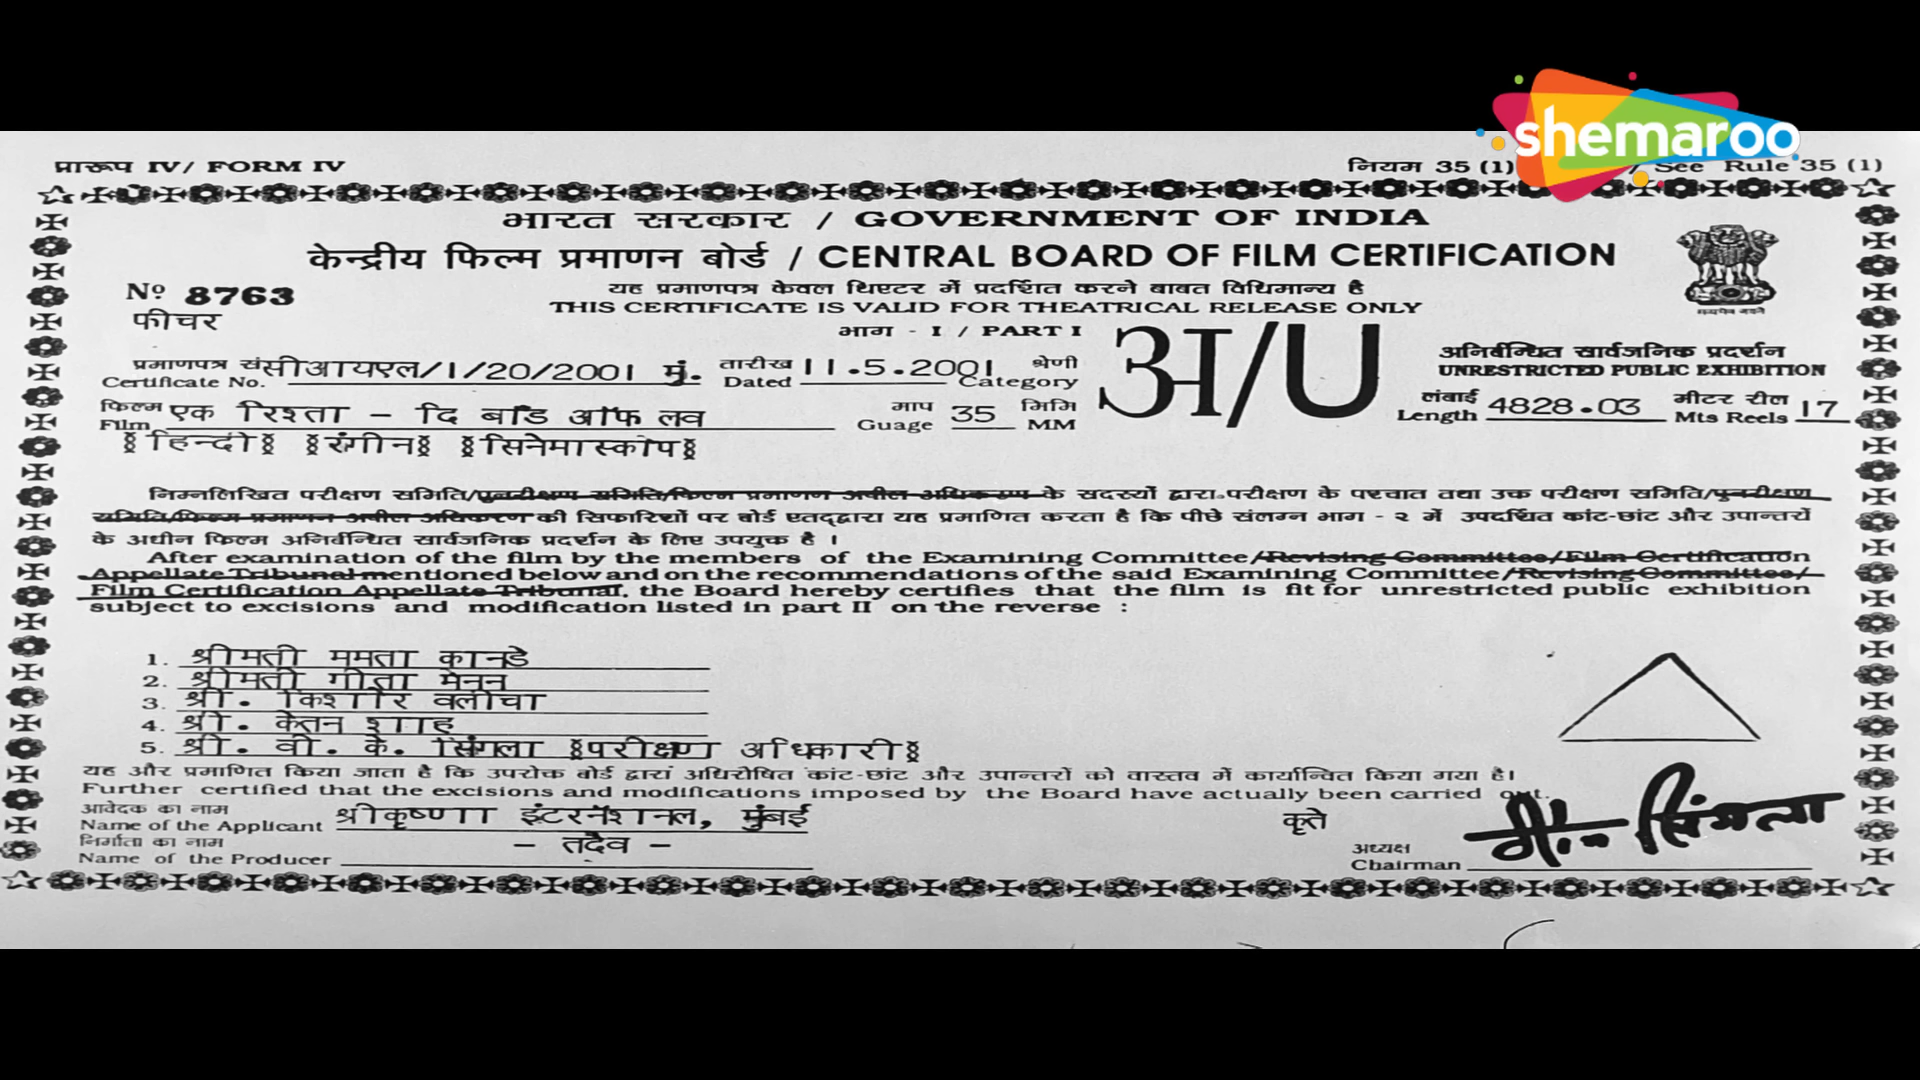 shemaroo
प्रारूप IV/ FORM IV
नियम 35 (1) / See Rule 35 (1)
भारत सरकार / GOVERNMENT OF INDIA
केन्द्रीय फिल्म प्रमाणन बोर्ड / CENTRAL BOARD OF FILM CERTIFICATION
Nº 8763
यह प्रमाणपत्र केवल थिएटर में प्रदर्शित करने बाबत विधिमान्य है
THIS CERTIFICATE IS VALID FOR THEATRICAL RELEASE ONLY
फीचर
भाग - I / PART I
अ/U
प्रमाणपत्र सं सीआयएल/1/20/2001 मुं. तारीख 11.5.2001 श्रेणी
Certificate No. Dated Category
अनिर्बन्धित सार्वजनिक प्रदर्शन
UNRESTRICTED PUBLIC EXHIBITION
फिल्म एक रिश्ता - दि बाँड ऑफ लव माप 35 मिमि
Film Guage MM
लंबाई 4828.03 मीटर रील 17
Length Mts Reels
हिन्दी रंगीन सिनेमास्कोप
निम्नलिखित परीक्षण समिति/पुनरीक्षण समिति/फिल्म प्रमाणन अपील अधिकरण के सदस्यों द्वारा परीक्षण के पश्चात तथा उक्त परीक्षण समिति/पुनरीक्षण
समिति/फिल्म प्रमाणन अपील अधिकरण की सिफारिशों पर बोर्ड एतद्द्वारा यह प्रमाणित करता है कि पीछे संलग्न भाग - २ में उपदर्शित कांट-छांट और उपान्तरों
के अधीन फिल्म अनिर्बन्धित सार्वजनिक प्रदर्शन के लिए उपयुक्त है ।
After examination of the film by the members of the Examining Committee/Revising Committee/Film Certification
Appellate Tribunal mentioned below and on the recommendations of the said Examining Committee/Revising Committee/
Film Certification Appellate Tribunal, the Board hereby certifies that the film is fit for unrestricted public exhibition
subject to excisions and modification listed in part II on the reverse :
1. श्रीमती ममता कानडे
2. श्रीमती गीता मेनन
3. श्री. किशोर वलीचा
4. श्री. केतन शाह
5. श्री. वी. के. सिंगला परीक्षण अधिकारी
यह और प्रमाणित किया जाता है कि उपरोक्त बोर्ड द्वारा अधिरोपित कांट-छांट और उपान्तरों को वास्तव में कार्यान्वित किया गया है।
Further certified that the excisions and modifications imposed by the Board have actually been carried out.
आवेदक का नाम श्रीकृष्णा इंटरनॅशनल, मुंबई
Name of the Applicant
निर्माता का नाम - तदैव -
Name of the Producer
कृते
अध्यक्ष
Chairman